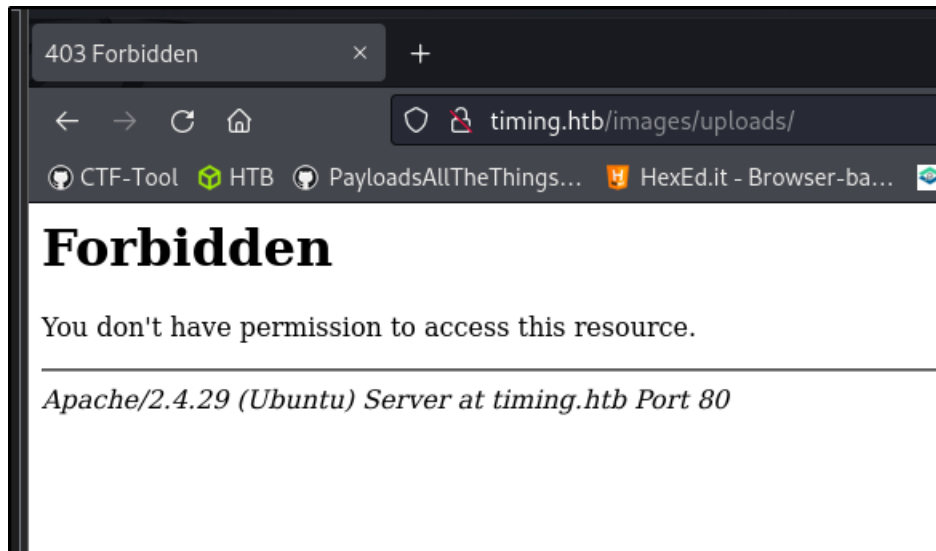 403 Forbidden
timing.htb/images/uploads/
CTF-Tool HTB PayloadsAllTheThings... HexEd.it - Browser-ba...
Forbidden
You don't have permission to access this resource.
Apache/2.4.29 (Ubuntu) Server at timing.htb Port 80